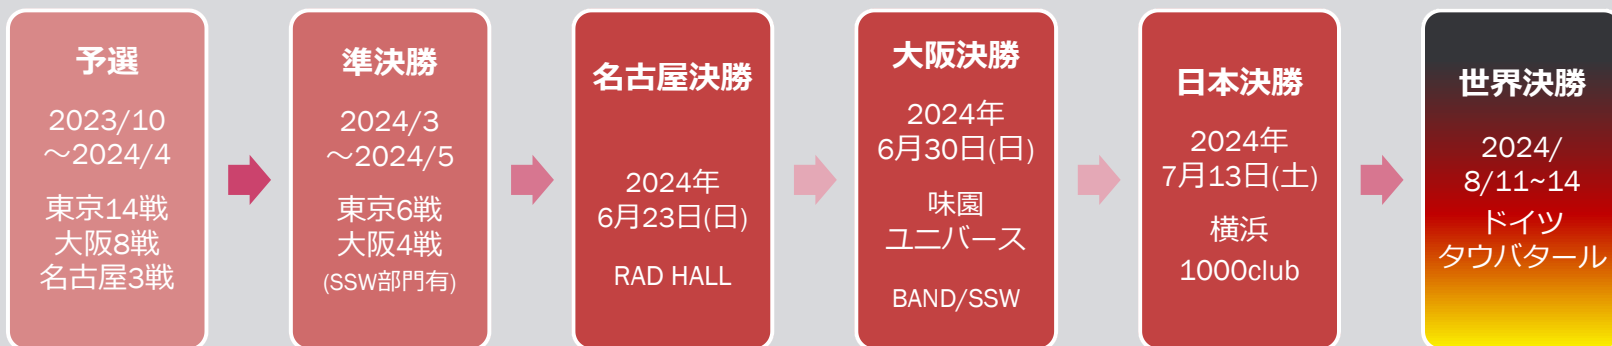 予選
2023/10
～2024/4
東京14戦
大阪8戦
名古屋3戦
準決勝
2024/3
～2024/5
東京6戦
大阪4戦
(SSW部門有)
名古屋決勝
2024年
6月23日(日)
RAD HALL
大阪決勝
2024年
6月30日(日)
味園
ユニバース
BAND/SSW
日本決勝
2024年
7月13日(土)
横浜
1000club
世界決勝
2024/
8/11~14
ドイツ
タウバタール